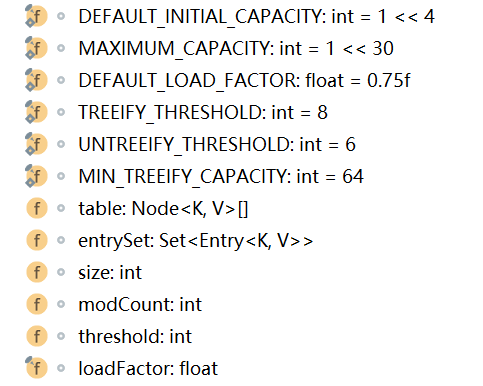 DEFAULT_INITIAL_CAPACITY: int = 1 << 4
MAXIMUM_CAPACITY: int = 1 << 30
DEFAULT_LOAD_FACTOR: float = 0.75f
TREEIFY_THRESHOLD: int = 8
UNTREEIFY_THRESHOLD: int = 6
MIN_TREEIFY_CAPACITY: int = 64
table: Node<K, V>[]
entrySet: Set<Entry<K, V>>
size: int
modCount: int
threshold: int
loadFactor: float